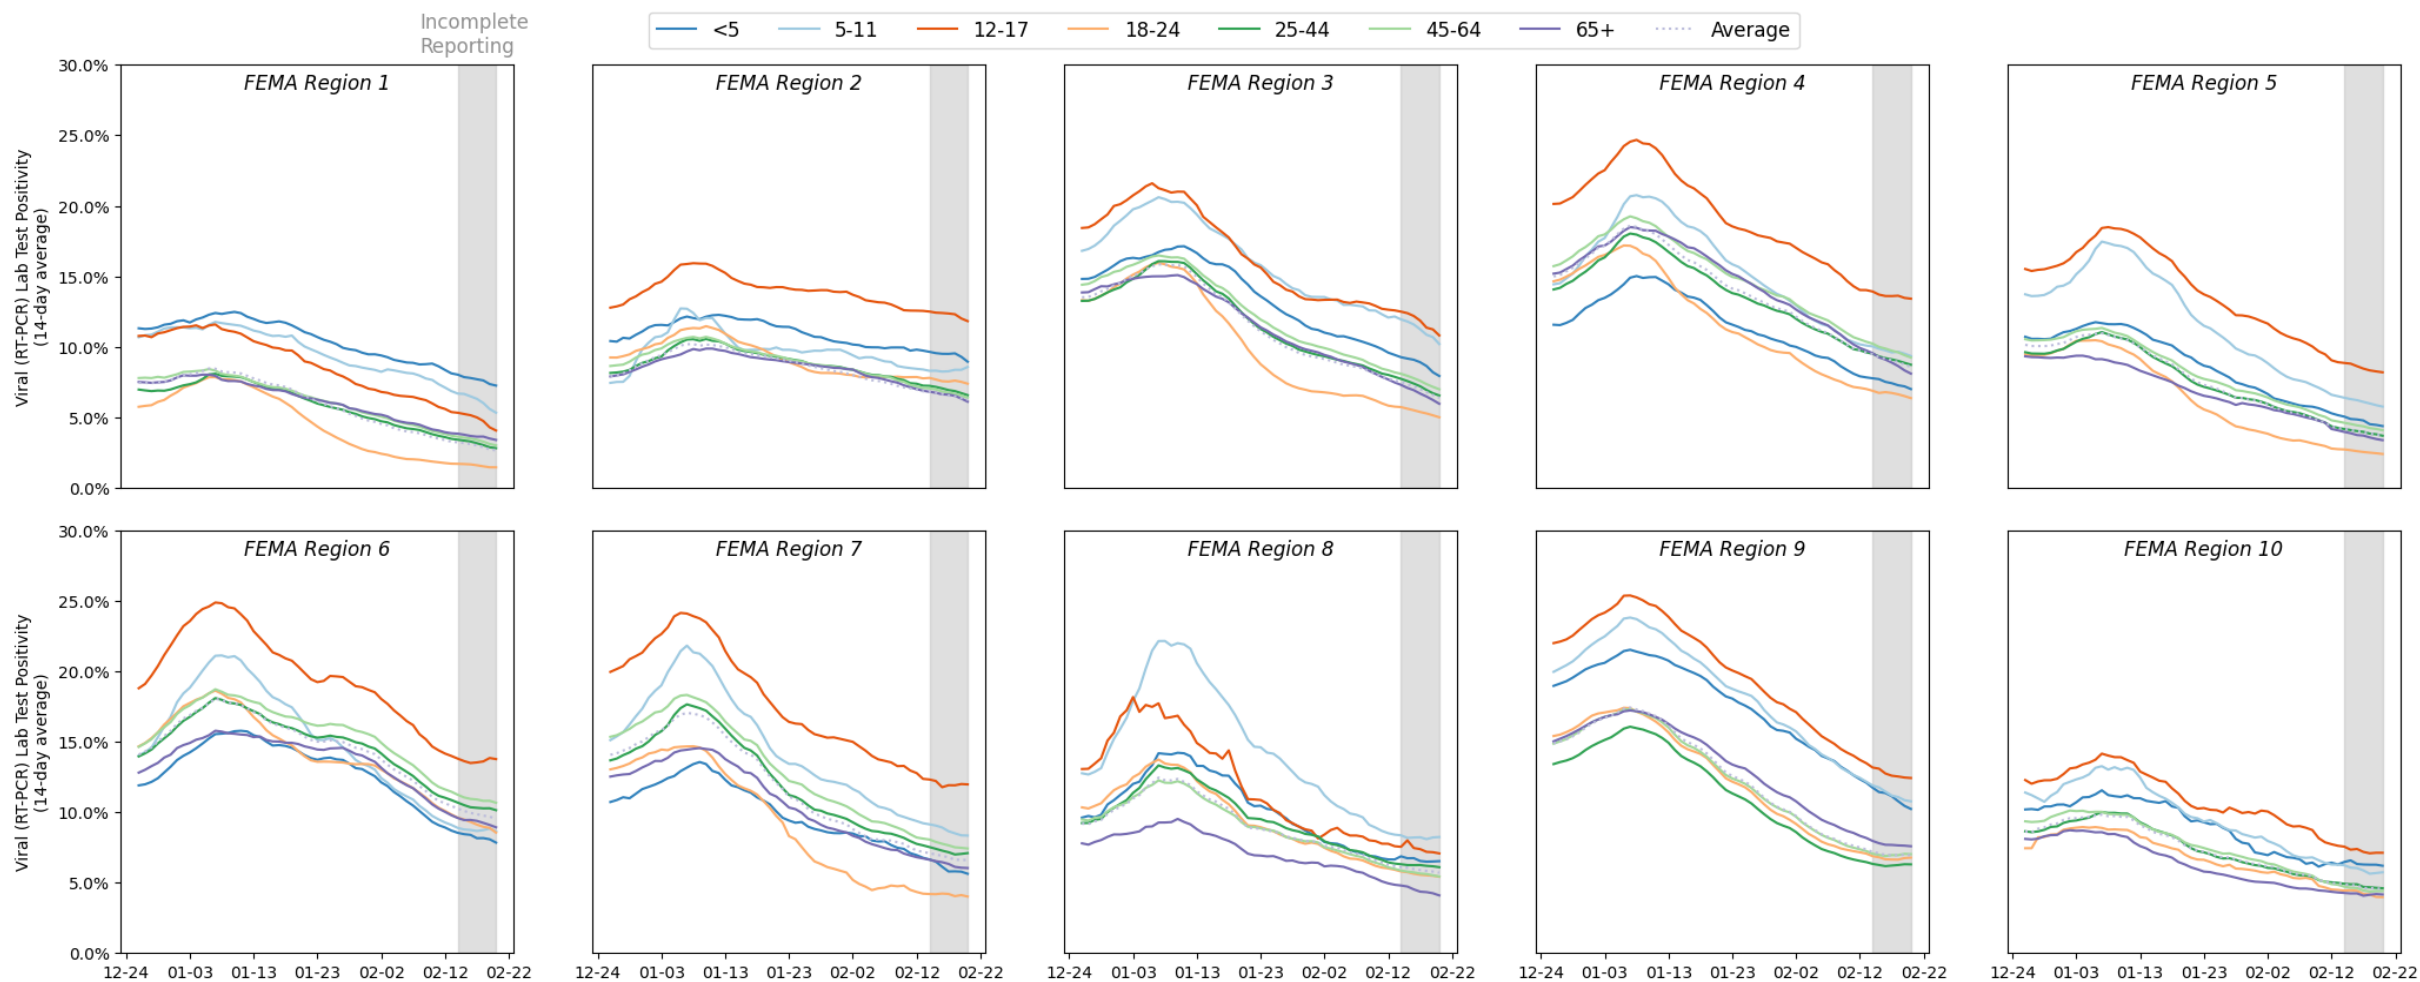 Incomplete
Reporting
<5 5-11 12-17 18-24 25-44 45-64 65+ Average
Viral (RT-PCR) Lab Test Positivity
(14-day average)
30.0%
25.0%
20.0%
15.0%
10.0%
5.0%
0.0%
FEMA Region 1
FEMA Region 2
FEMA Region 3
FEMA Region 4
FEMA Region 5
Viral (RT-PCR) Lab Test Positivity
(14-day average)
30.0%
25.0%
20.0%
15.0%
10.0%
5.0%
0.0%
FEMA Region 6
12-24 01-03 01-13 01-23 02-02 02-12 02-22
FEMA Region 7
12-24 01-03 01-13 01-23 02-02 02-12 02-22
FEMA Region 8
12-24 01-03 01-13 01-23 02-02 02-12 02-22
FEMA Region 9
12-24 01-03 01-13 01-23 02-02 02-12 02-22
FEMA Region 10
12-24 01-03 01-13 01-23 02-02 02-12 02-22